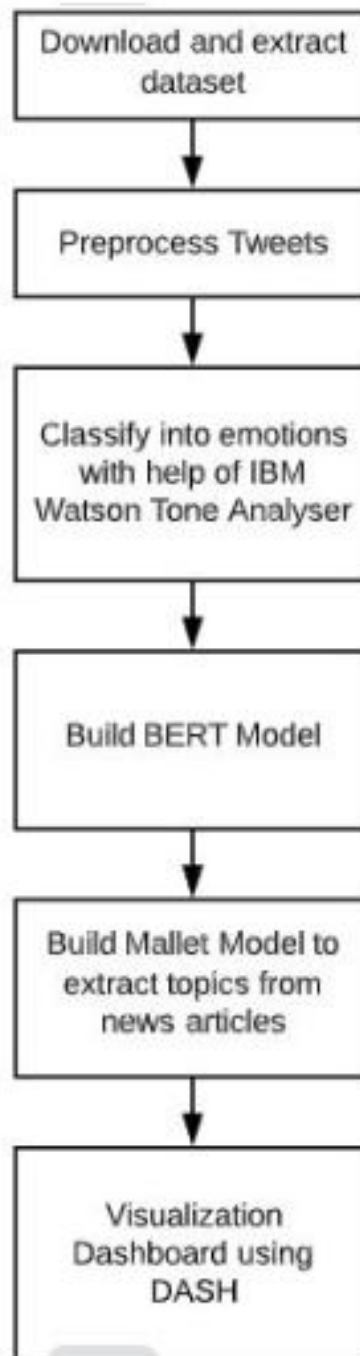 Download and extract
dataset
Preprocess Tweets
Classify into emotions
with help of IBM
Watson Tone Analyser
Build BERT Model
Build Mallet Model to
extract topics from
news articles
Visualization
Dashboard using
DASH